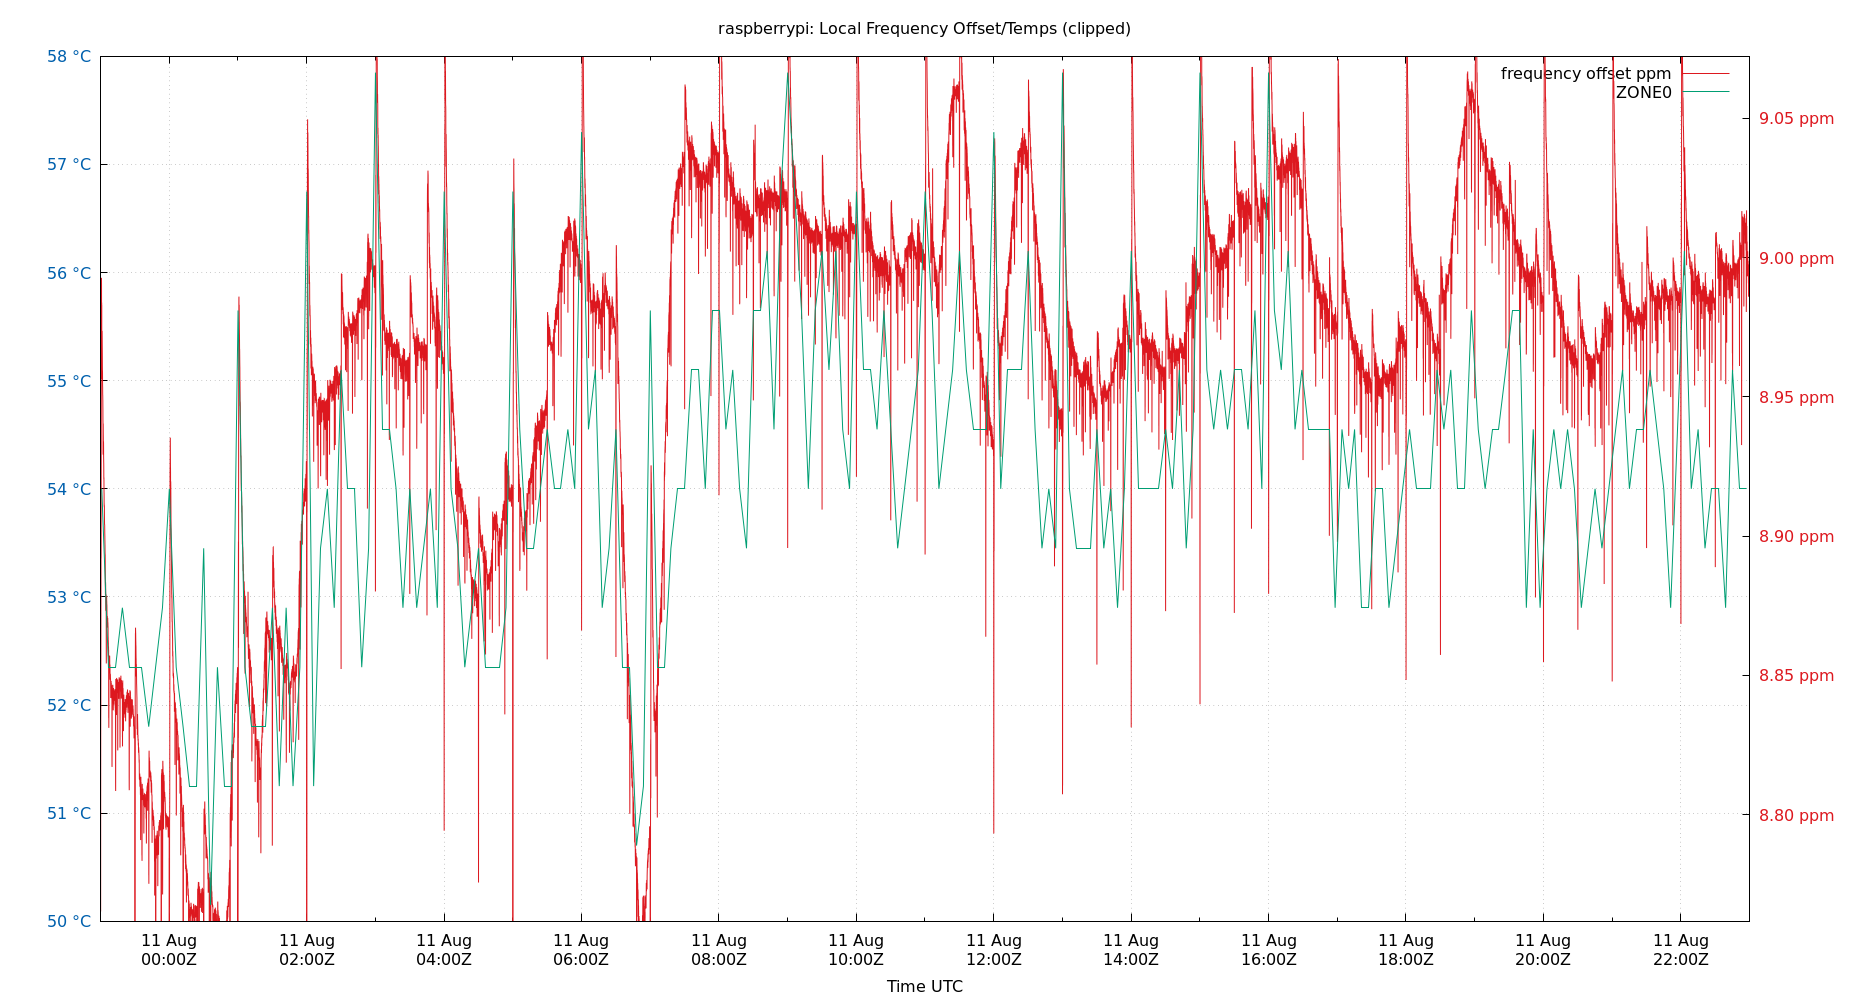 raspberrypi: Local Frequency Offset/Temps (clipped)
58 °C
57 °C
56 °C
55 °C
54 °C
53 °C
52 °C
51 °C
50 °C
frequency offset ppm
ZONE0
9.05 ppm
9.00 ppm
8.95 ppm
8.90 ppm
8.85 ppm
8.80 ppm
11 Aug
00:00Z
11 Aug
02:00Z
11 Aug
04:00Z
11 Aug
06:00Z
11 Aug
08:00Z
11 Aug
10:00Z
11 Aug
12:00Z
11 Aug
14:00Z
11 Aug
16:00Z
11 Aug
18:00Z
11 Aug
20:00Z
11 Aug
22:00Z
Time UTC